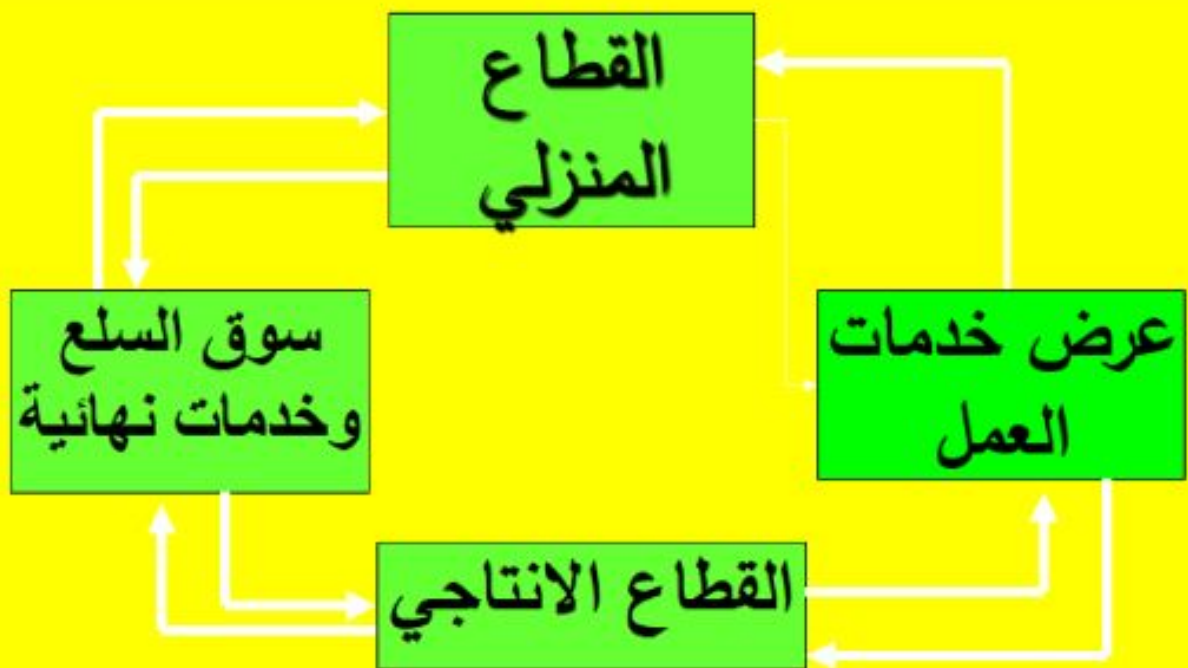 القطاع
المنزلي
عرض خدمات
العمل
سوق السلع
وخدمات نهائية
القطاع الانتاجي